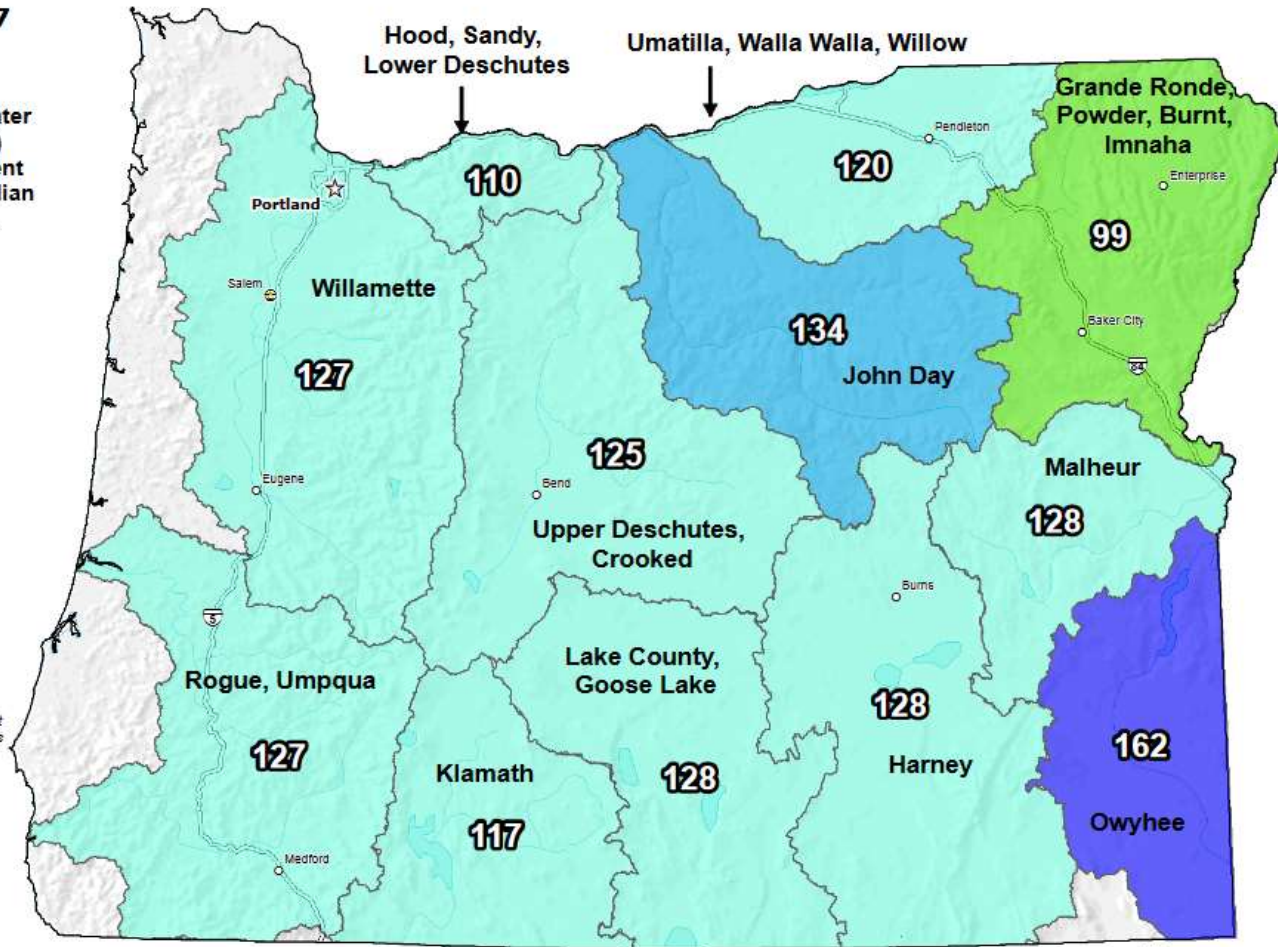 Hood, Sandy,
Lower Deschutes
Umatilla, Walla Walla, Willow
Grande Ronde,
Powder, Burnt,
Imnaha
Pendleton
Enterprise
110
120
99
Portland
Salem
Willamette
127
134
John Day
Baker City
84
125
Bend
Upper Deschutes,
Crooked
Eugene
Malheur
128
Burns
5
Rogue, Umpqua
127
Lake County,
Goose Lake
128
Klamath
117
128
Harney
162
Owyhee
Medford